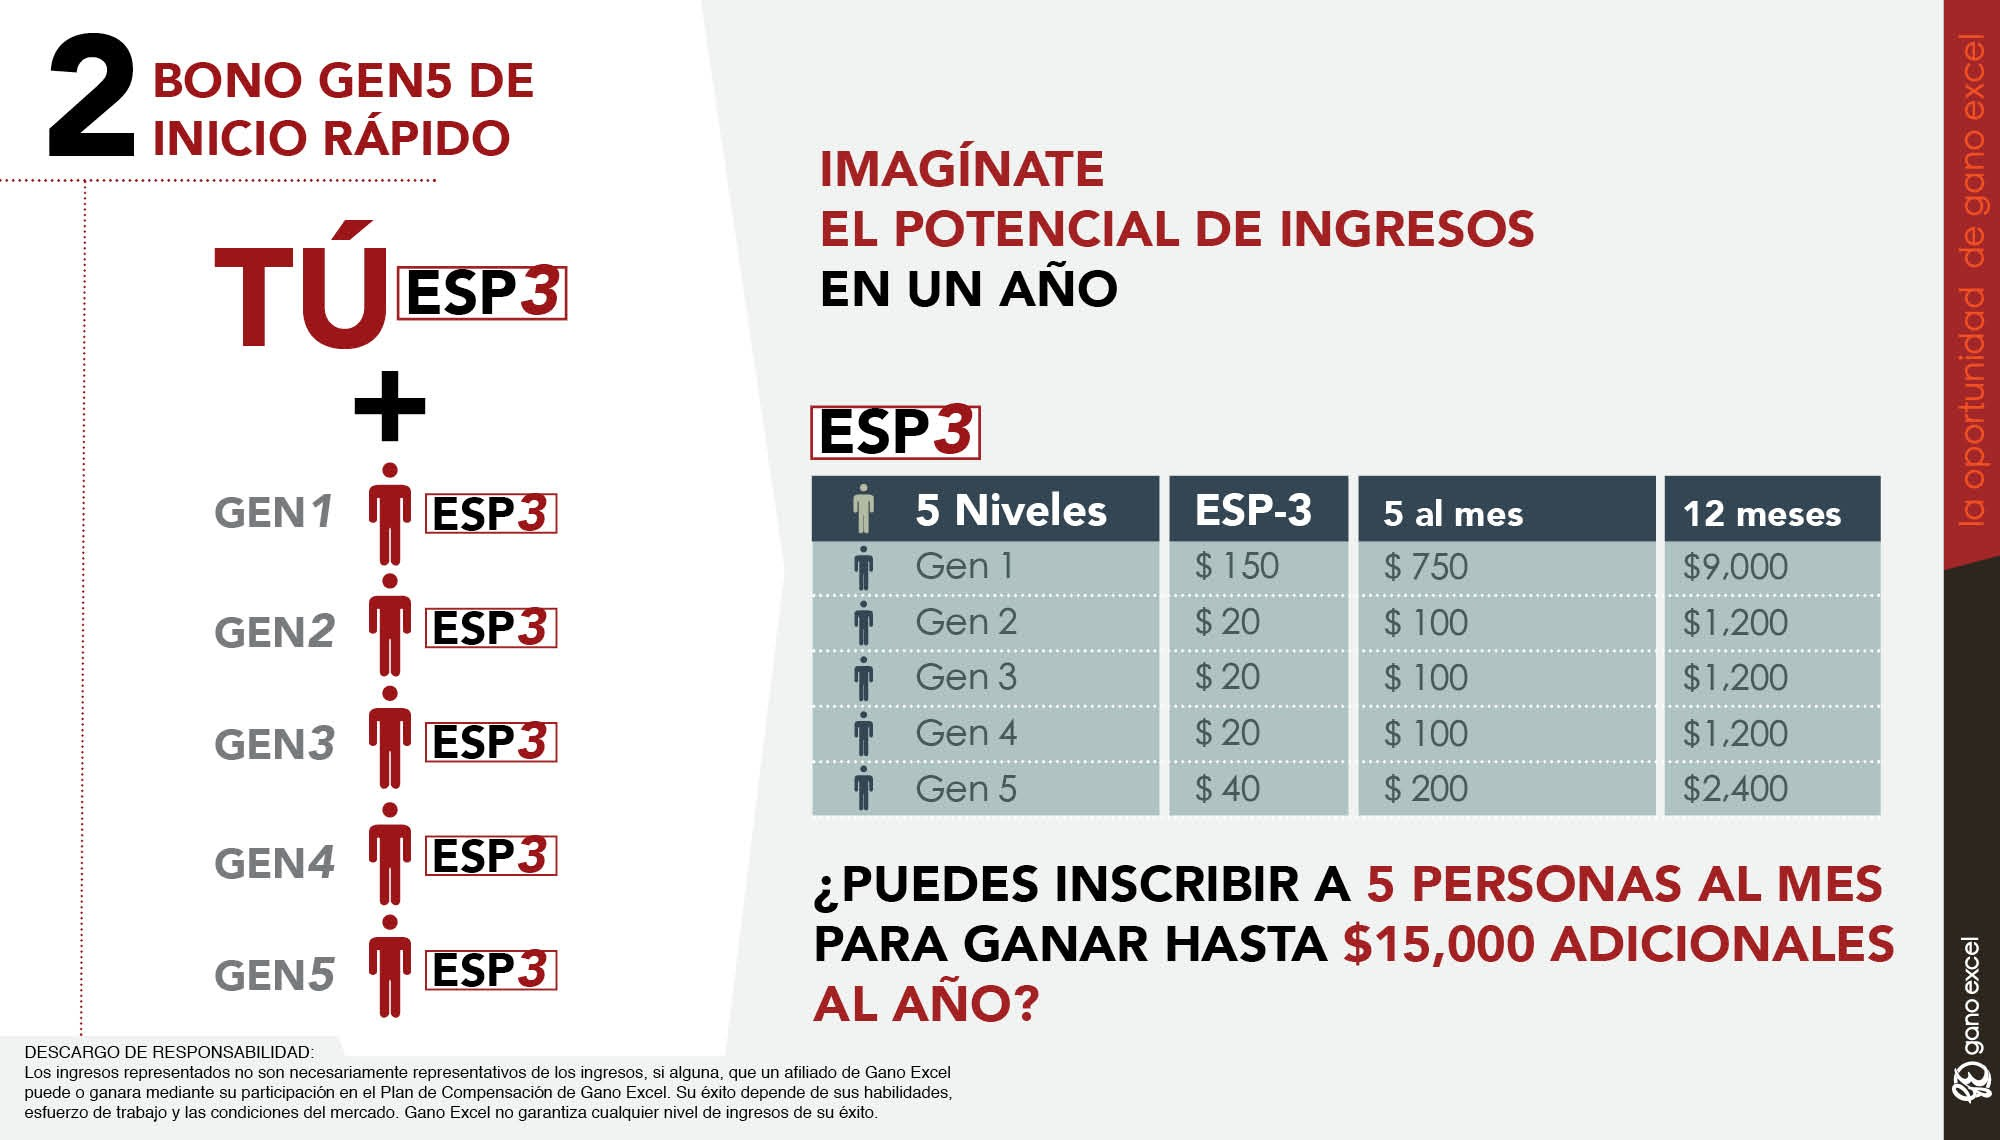 2
BONO GEN5 DE
INICIO RÁPIDO
TÚ ESP3
+
GEN1 ESP3
GEN2 ESP3
GEN3 ESP3
GEN4 ESP3
GEN5 ESP3
IMAGÍNATE
EL POTENCIAL DE INGRESOS
EN UN AÑO
ESP3
5 Niveles ESP-3 5 al mes 12 meses
Gen 1 $ 150 $ 750 $9,000
Gen 2 $ 20 $ 100 $1,200
Gen 3 $ 20 $ 100 $1,200
Gen 4 $ 20 $ 100 $1,200
Gen 5 $ 40 $ 200 $2,400
¿PUEDES INSCRIBIR A 5 PERSONAS AL MES
PARA GANAR HASTA $15,000 ADICIONALES
AL AÑO?
DESCARGO DE RESPONSABILIDAD:
Los ingresos representados no son necesariamente representativos de los ingresos, si alguna, que un afiliado de Gano Excel
puede o ganara mediante su participación en el Plan de Compensación de Gano Excel. Su éxito depende de sus habilidades,
esfuerzo de trabajo y las condiciones del mercado. Gano Excel no garantiza cualquier nivel de ingresos de su éxito.
la oportunidad de gano excel
gano excel